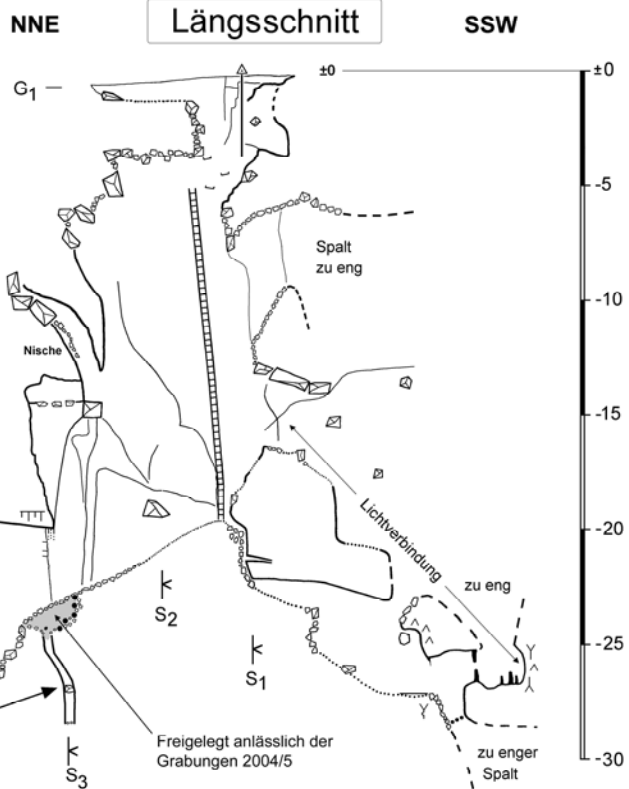 NNE
Längsschnitt
SSW
G1
±0
±0
-5
Spalt
zu eng
-10
Nische
-15
Lichtverbindung
-20
zu eng
S2
-25
S1
Freigelegt anlässlich der
Grabungen 2004/5
zu enger
Spalt
-30
S3